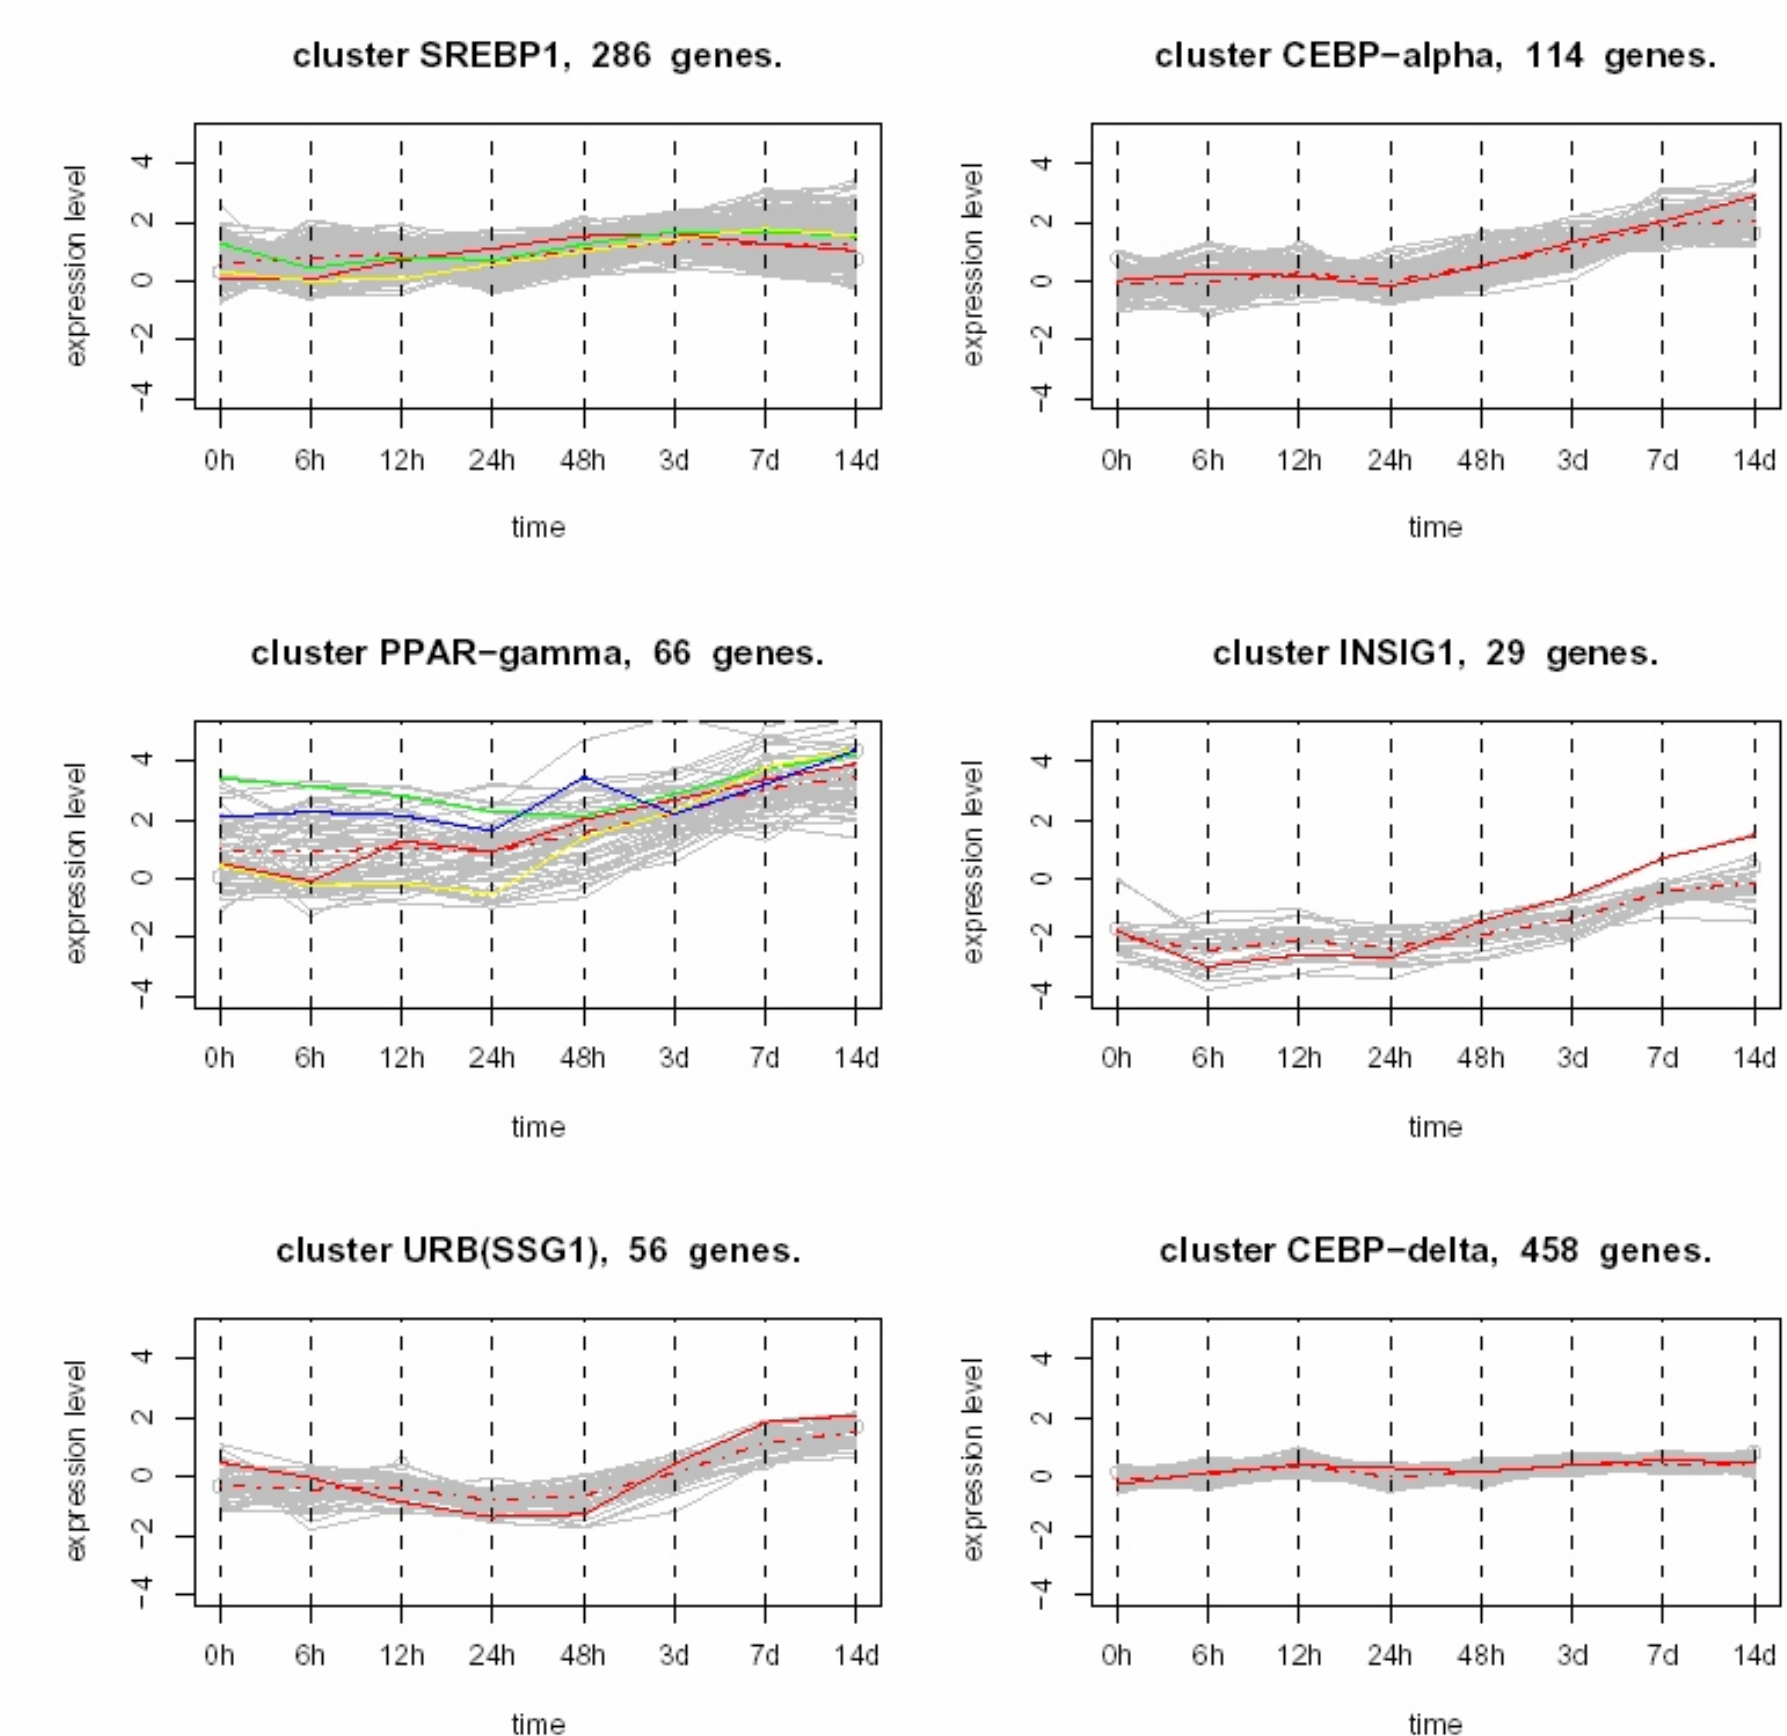 cluster SREBP1, 286 genes.
expression level
4
2
0
−2
−4
0h 6h 12h 24h 48h 3d 7d 14d
time
cluster CEBP−alpha, 114 genes.
expression level
4
2
0
−2
−4
0h 6h 12h 24h 48h 3d 7d 14d
time
cluster PPAR−gamma, 66 genes.
expression level
4
2
0
−2
−4
0h 6h 12h 24h 48h 3d 7d 14d
time
cluster INSIG1, 29 genes.
expression level
4
2
0
−2
−4
0h 6h 12h 24h 48h 3d 7d 14d
time
cluster URB(SSG1), 56 genes.
expression level
4
2
0
−2
−4
0h 6h 12h 24h 48h 3d 7d 14d
time
cluster CEBP−delta, 458 genes.
expression level
4
2
0
−2
−4
0h 6h 12h 24h 48h 3d 7d 14d
time